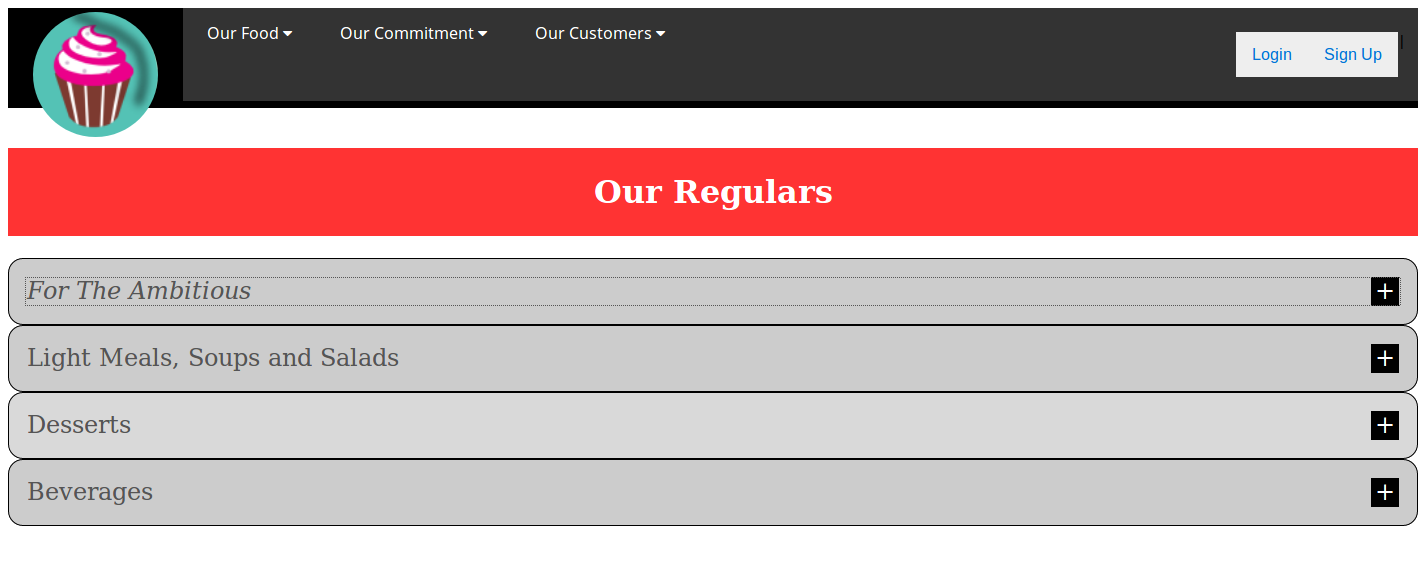 Our Food Our Commitment Our Customers Login Sign Up |
Our Regulars
For The Ambitious +
Light Meals, Soups and Salads +
Desserts +
Beverages +